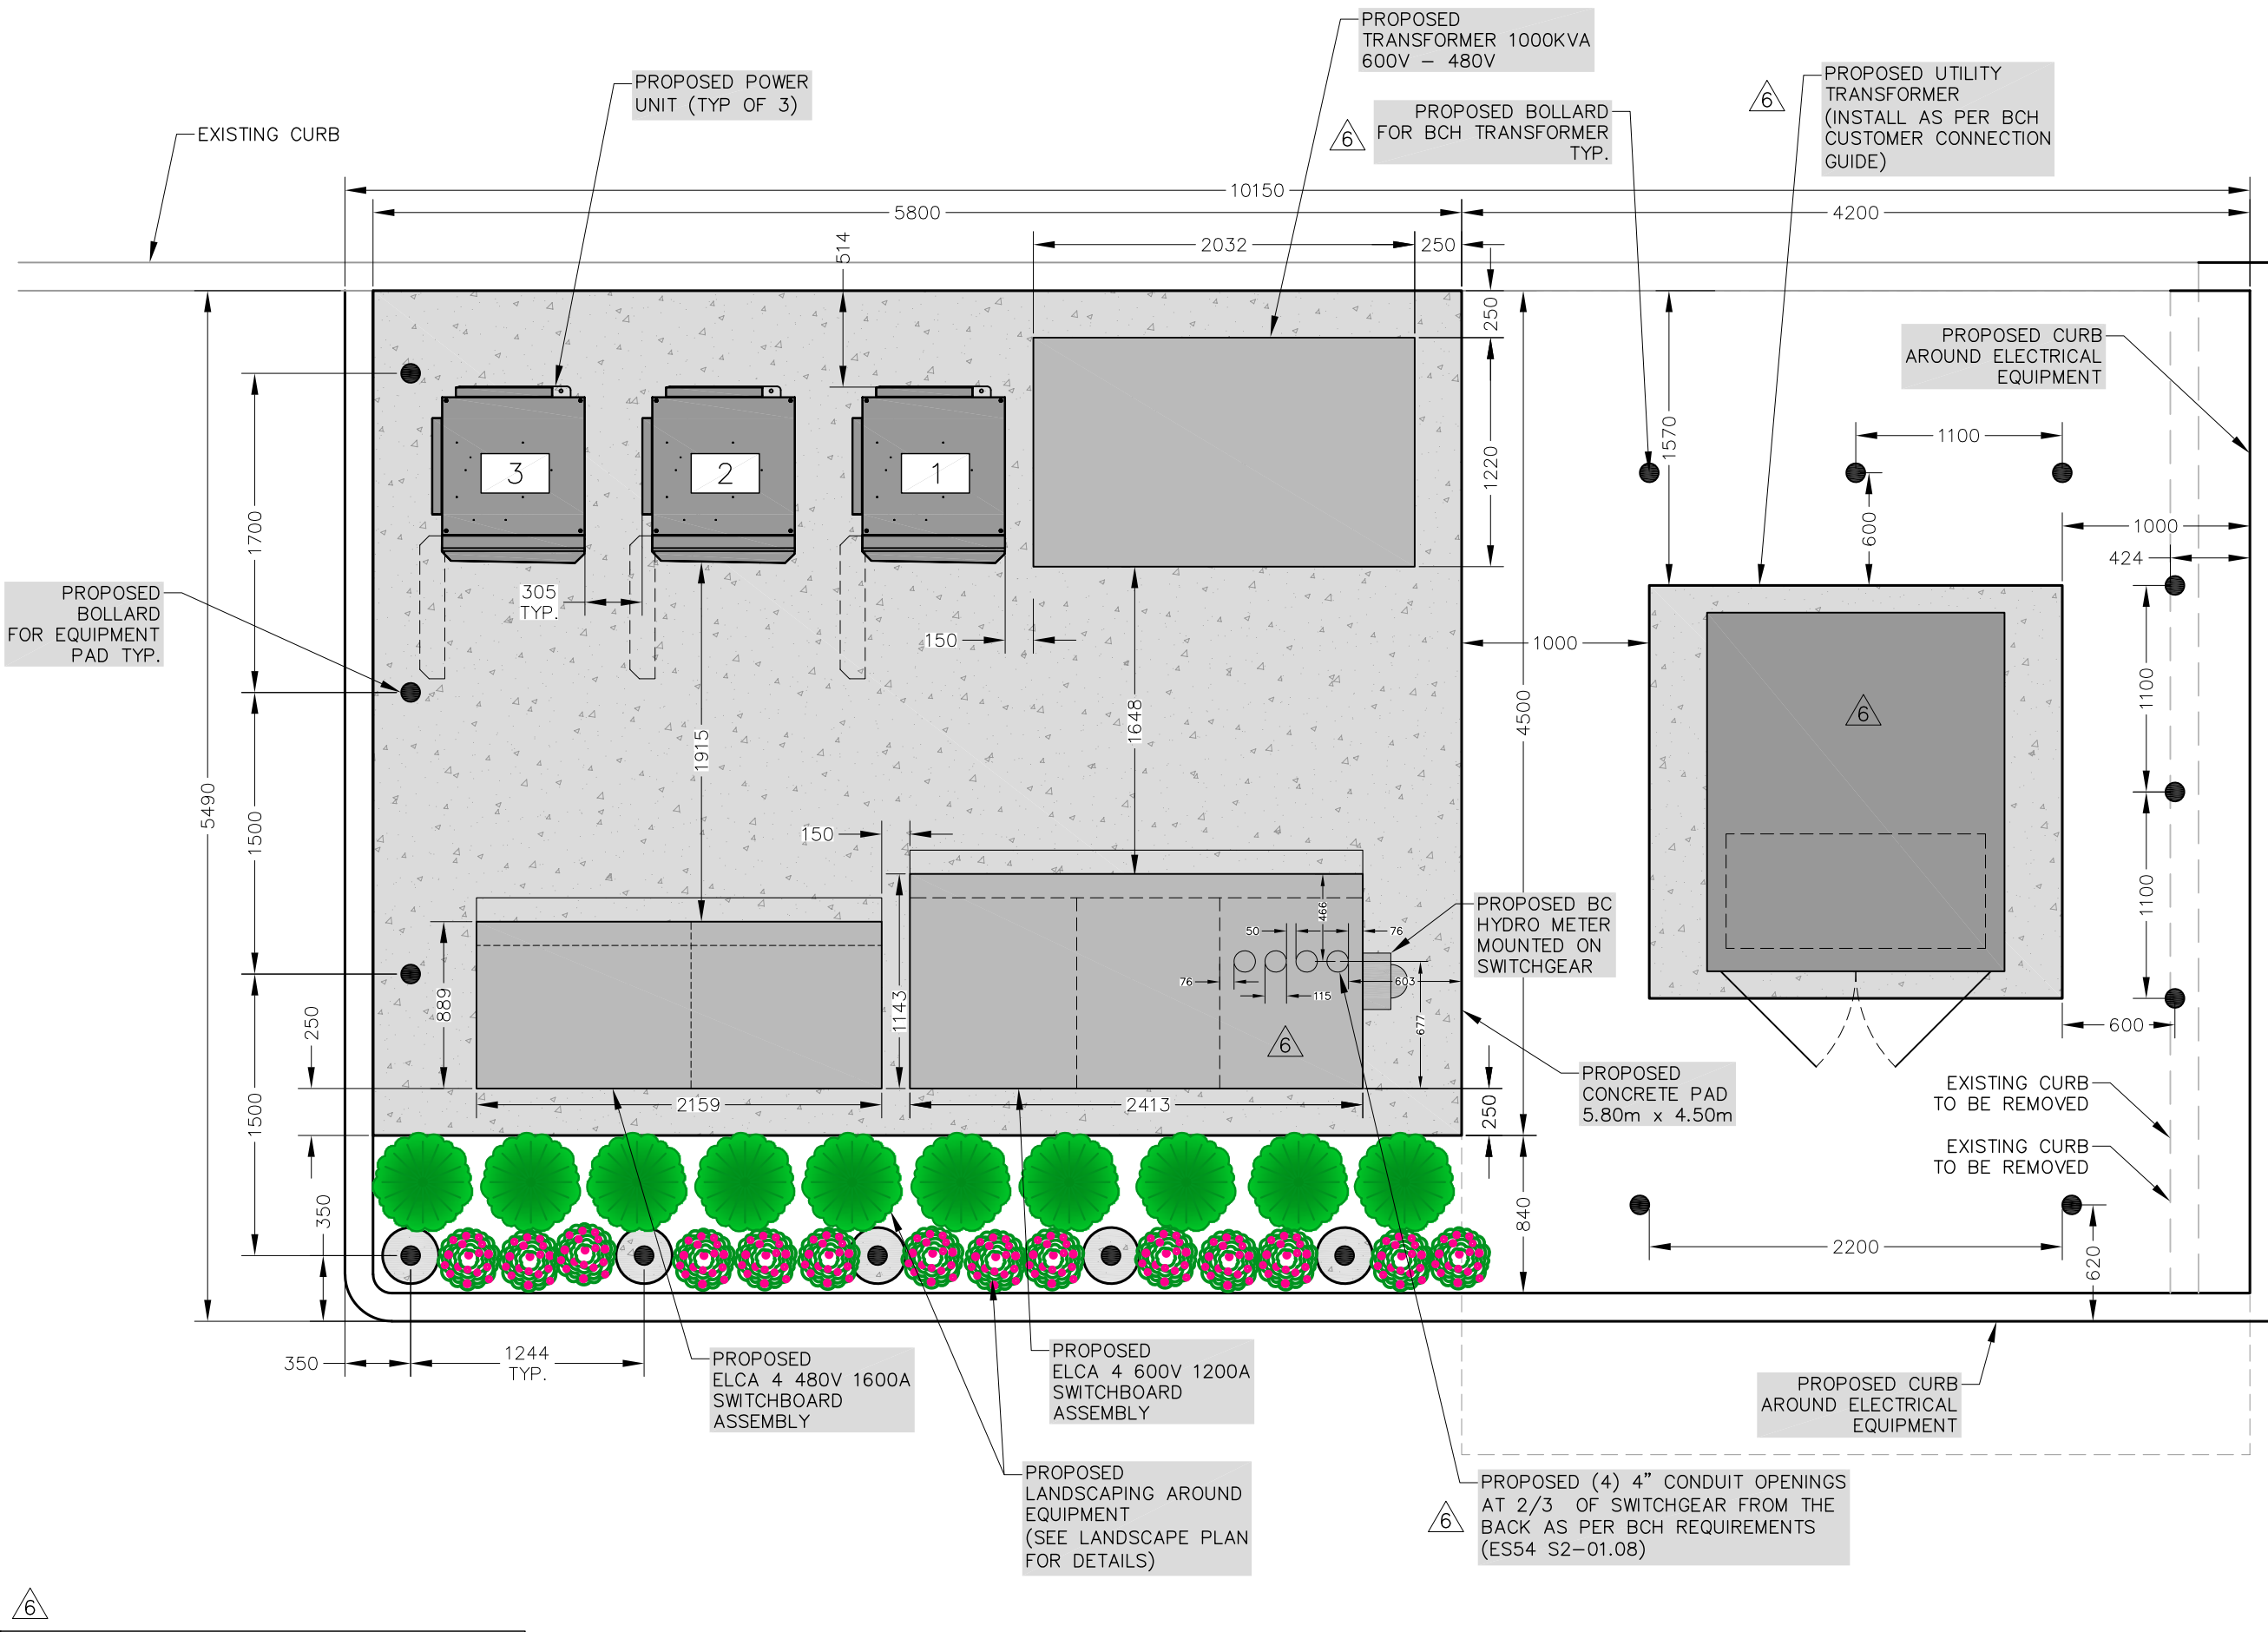 PROPOSED
TRANSFORMER 1000KVA
600V – 480V
PROPOSED POWER
UNIT (TYP OF 3)
6
PROPOSED UTILITY
TRANSFORMER
(INSTALL AS PER BCH
CUSTOMER CONNECTION
GUIDE)
6
PROPOSED BOLLARD
FOR BCH TRANSFORMER
TYP.
EXISTING CURB
10150
5800
4200
514
2032
250
250
PROPOSED CURB
AROUND ELECTRICAL
EQUIPMENT
1570
1100
3
2
1
1220
1700
600
1000
424
305
TYP.
PROPOSED
BOLLARD
FOR EQUIPMENT
PAD TYP.
150
1000
1100
4500
6
1915
1648
5490
1500
150
1100
466
PROPOSED BC
HYDRO METER
MOUNTED ON
SWITCHGEAR
50
76
76
603
115
889
1143
677
250
6
600
PROPOSED
CONCRETE PAD
5.80m x 4.50m
EXISTING CURB
TO BE REMOVED
2159
2413
250
1500
EXISTING CURB
TO BE REMOVED
350
840
2200
620
350
1244
TYP.
PROPOSED
ELCA 4 480V 1600A
SWITCHBOARD
ASSEMBLY
PROPOSED
ELCA 4 600V 1200A
SWITCHBOARD
ASSEMBLY
PROPOSED CURB
AROUND ELECTRICAL
EQUIPMENT
PROPOSED
LANDSCAPING AROUND
EQUIPMENT
(SEE LANDSCAPE PLAN
FOR DETAILS)
6
PROPOSED (4) 4” CONDUIT OPENINGS
AT 2/3 OF SWITCHGEAR FROM THE
BACK AS PER BCH REQUIREMENTS
(ES54 S2–01.08)
6